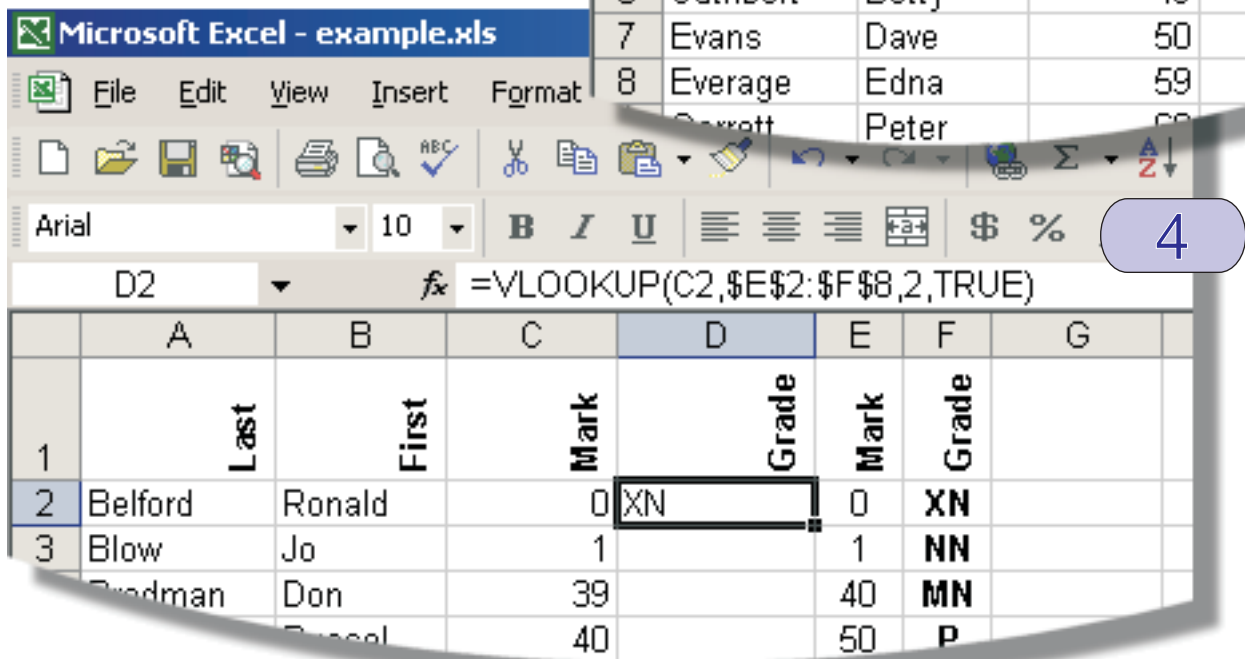 Microsoft Excel - example.xls
7 Evans Dave 50
8 Everage Edna 59
Peter
File Edit View Insert Format
ABC
Σ
A
Z
Arial 10 B I U a $ %
4
D2 fx =VLOOKUP(C2,$E$2:$F$8,2,TRUE)
A B C D E F G
1 Last First Mark Grade Mark Grade
2 Belford Ronald 0 XN 0 XN
3 Blow Jo 1 1 NN
Don 39 40 MN
40 50 P